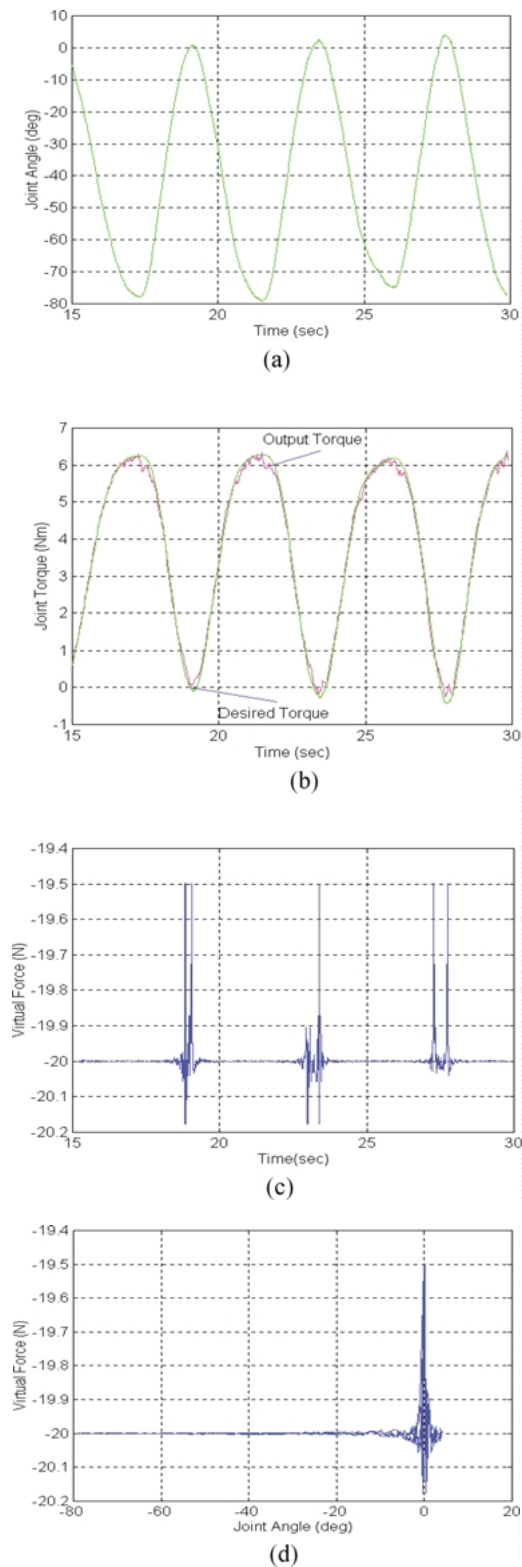 10
0
-10
-20
-30
-40
-50
-60
-70
-80
Joint Angle (deg)
15 20 25 30
Time (sec)
(a)
7
6
5
4
3
2
1
0
-1
Joint Torque (Nm)
Output Torque
Desired Torque
15 20 25 30
Time (sec)
(b)
-19.4
-19.5
-19.6
-19.7
-19.8
-19.9
-20
-20.1
-20.2
Virtual Force (N)
15 20 25 30
Time(sec)
(c)
-19.4
-19.5
-19.6
-19.7
-19.8
-19.9
-20
-20.1
-20.2
Virtual Force (N)
-80 -60 -40 -20 0 20
Joint Angle (deg)
(d)